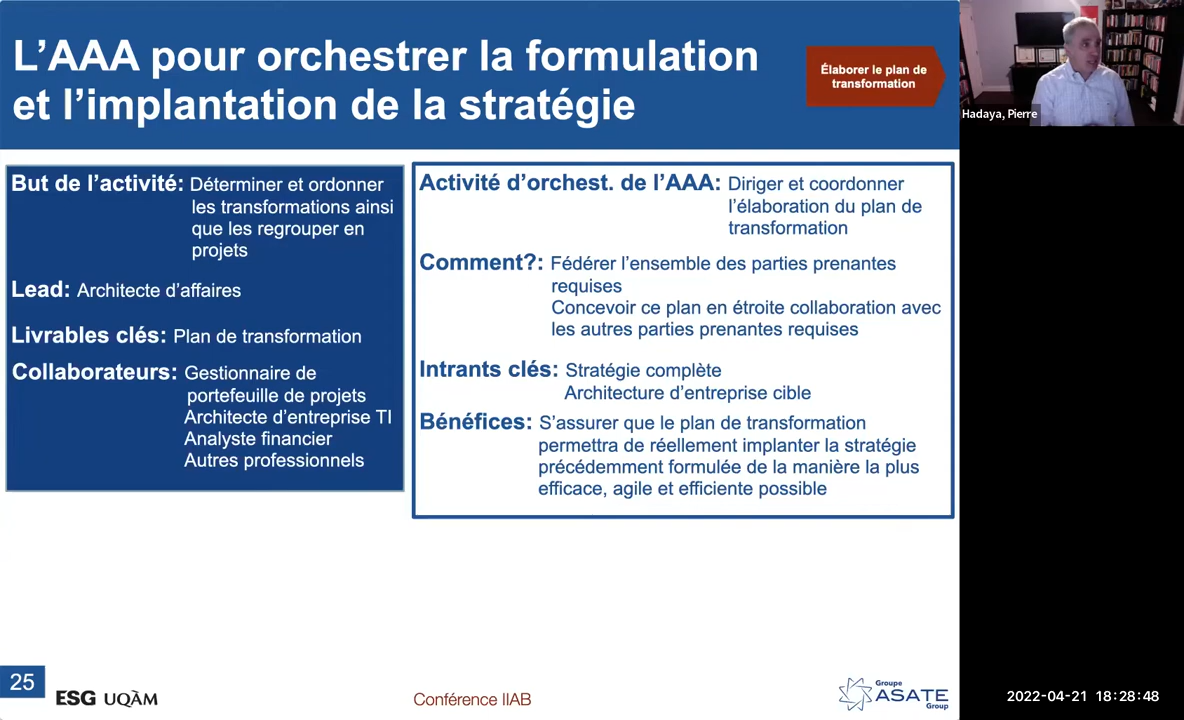 L'AAA pour orchestrer la formulation
et l'implantation de la stratégie
Élaborer le plan de
transformation
Hadaya, Pierre
But de l'activité: Déterminer et ordonner
les transformations ainsi
que les regrouper en
projets
Lead: Architecte d'affaires
Livrables clés: Plan de transformation
Collaborateurs: Gestionnaire de
portefeuille de projets
Architecte d'entreprise TI
Analyste financier
Autres professionnels
Activité d'orchest. de l'AAA: Diriger et coordonner
l'élaboration du plan de
transformation
Comment?: Fédérer l'ensemble des parties prenantes
requises
Concevoir ce plan en étroite collaboration avec
les autres parties prenantes requises
Intrants clés: Stratégie complète
Architecture d'entreprise cible
Bénéfices: S'assurer que le plan de transformation
permettra de réellement implanter la stratégie
précédemment formulée de la manière la plus
efficace, agile et efficiente possible
25
ESG UQÀM
Conférence IIAB
Groupe
ASATE
Group
2022-04-21 18:28:48